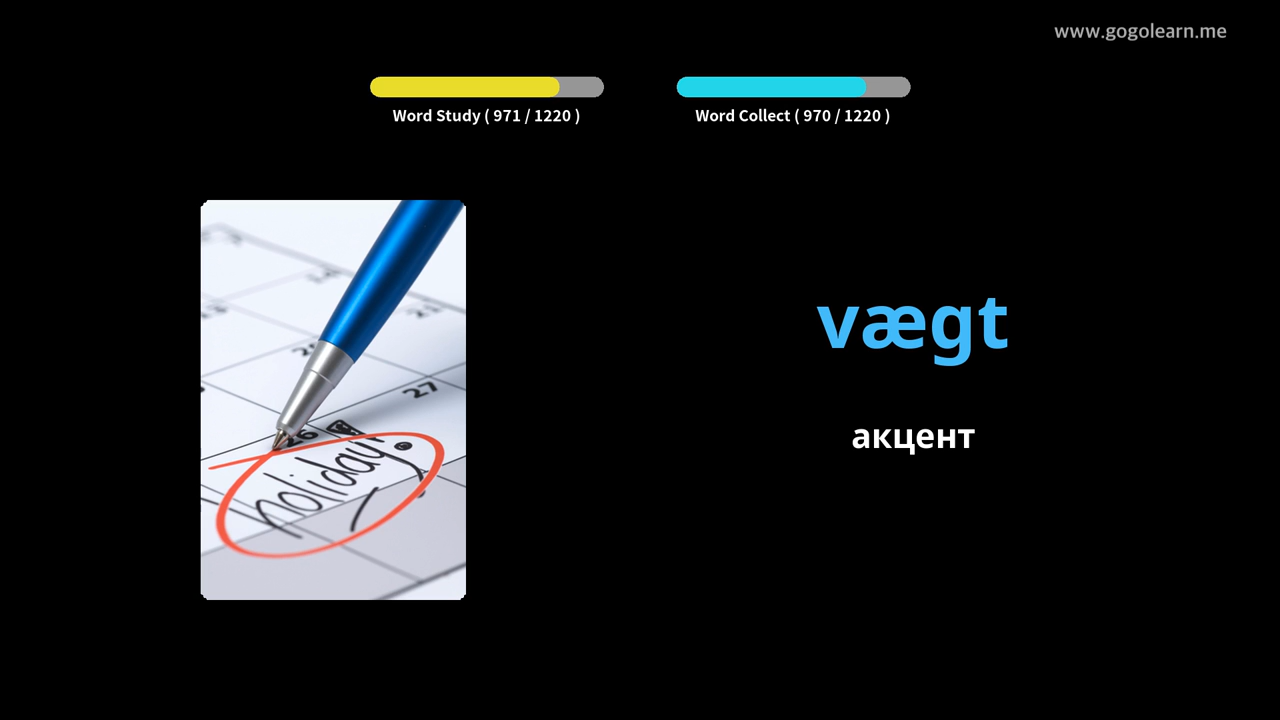 www.gogolearn.me
Word Study ( 971 / 1220 )
Word Collect ( 970 / 1220 )
vægt
акцент
27
holiday!